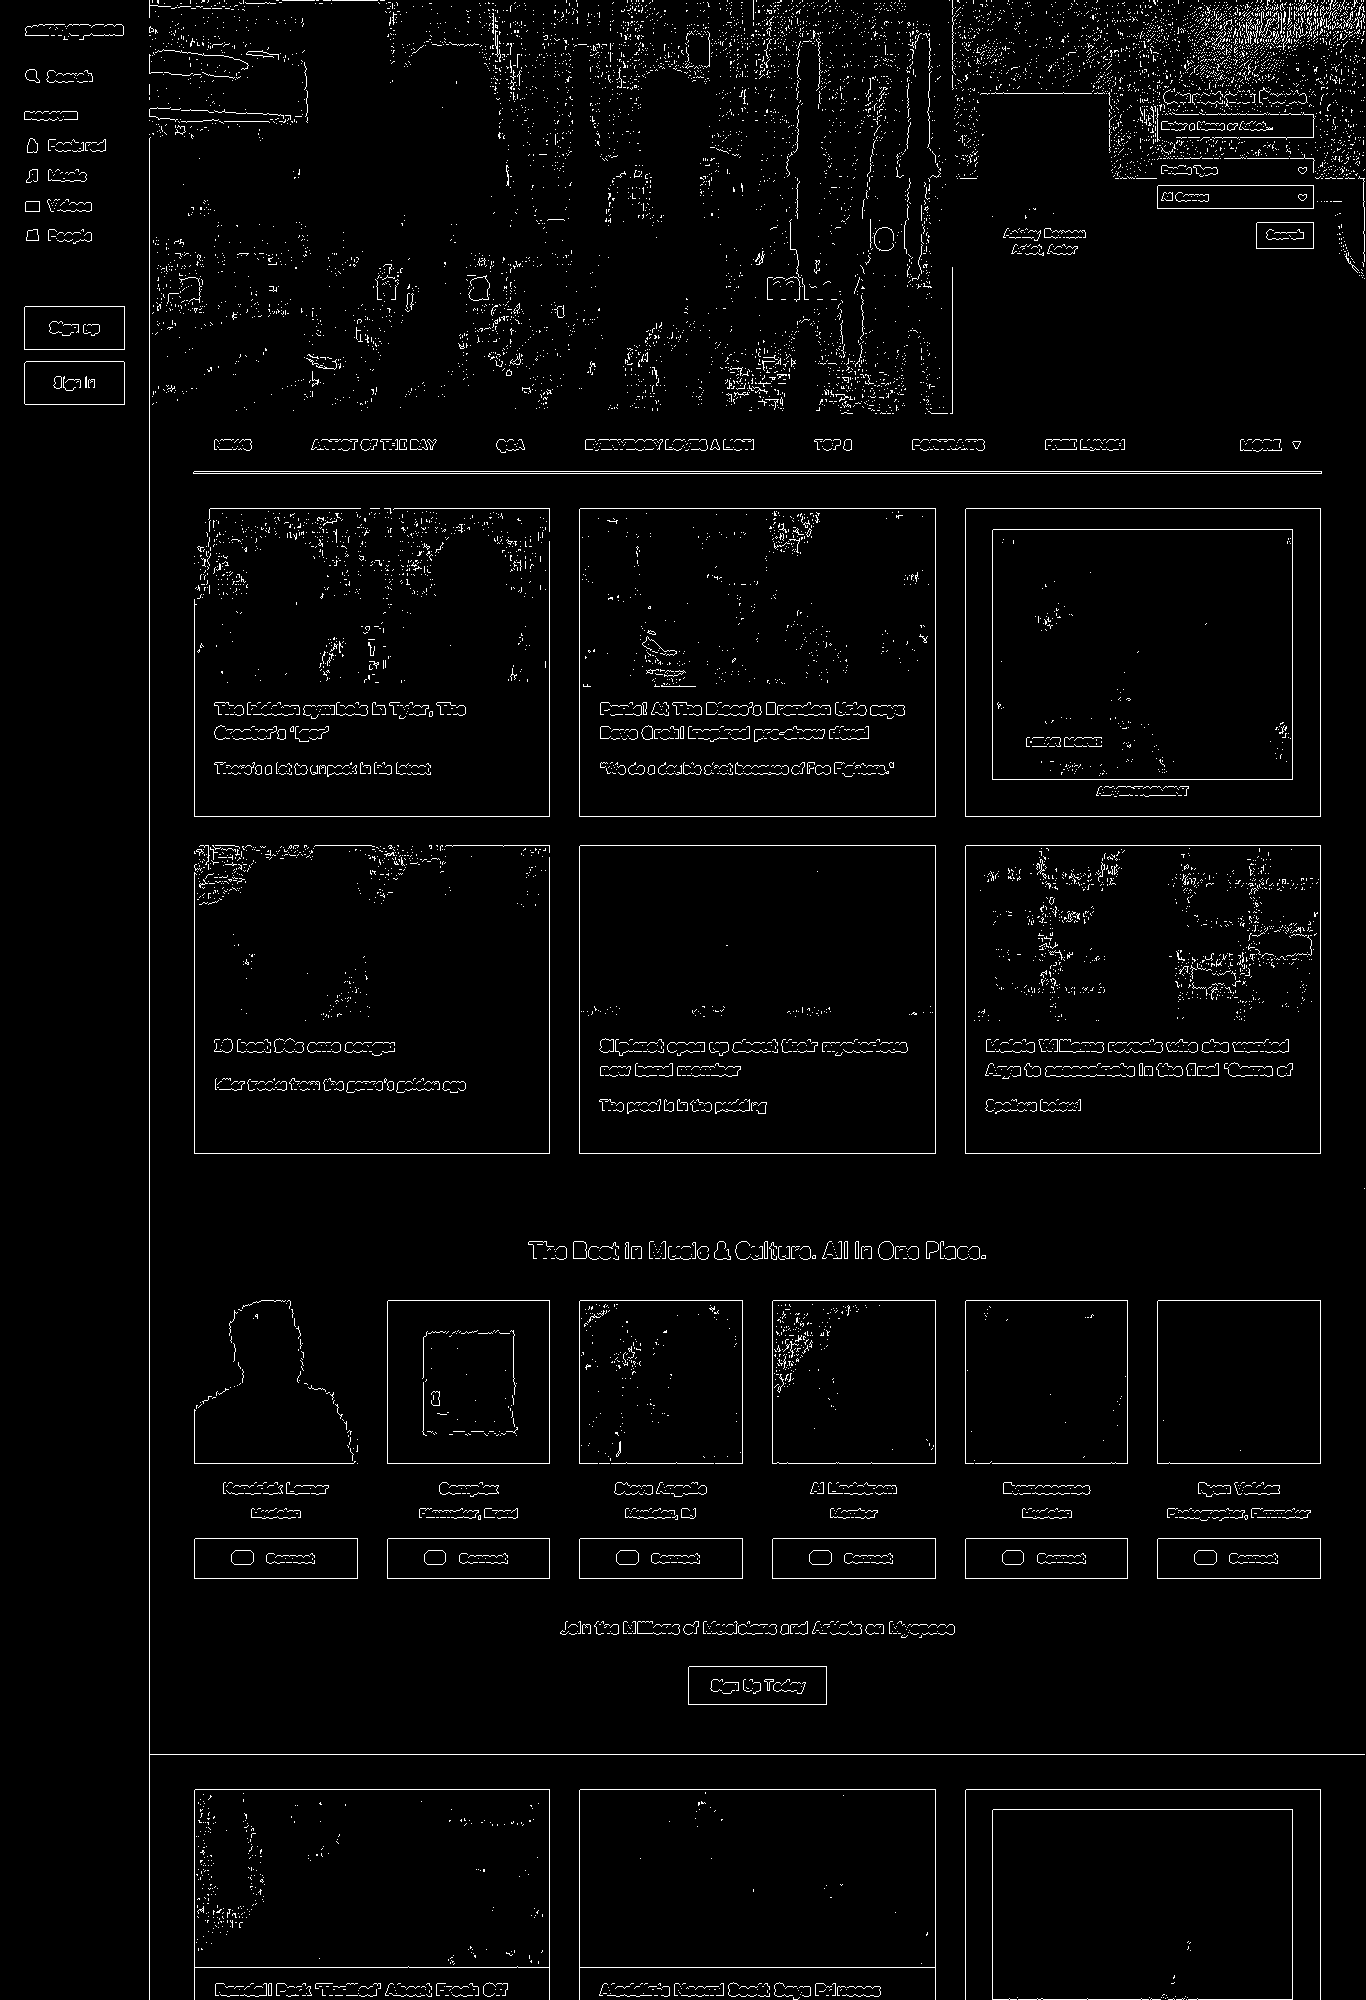 Search
Featured
Music
Videos
People
Sign up
Sign in
Enter a Name or Artist...
Profile Type
All Genres
Search
Ashley Benson
Artist, Actor
NEWS
ARTIST OF THE DAY
Q&A
EVERYBODY LOVES A LIST
TOP 8
PORTRAITS
FREE LUNCH
MORE
The hidden symbols in Tyler, The
Creator's 'Igor'
There's a lot to unpack in his latest
Panic! At The Disco's Brendon Urie says
Dave Grohl inspired pre-show ritual
"We do a double shot because of Foo Fighters."
ADVERTISEMENT
best 90s emo songs
Killer tracks from the genre's golden age
Slipknot open up about their mysterious
new band member
The proof is in the pudding
Maisie Williams reveals who she wanted
Arya to assassinate in the final 'Game of
Spoilers below!
The Best in Music & Culture. All in One Place.
Kendrick Lamar
Musician
Connect
Complex
Filmmaker, Brand
Connect
Steve Angello
Musician, DJ
Connect
Al Lindstrom
Member
Connect
Evanescence
Musician
Connect
Ryan Valdez
Photographer, Filmmaker
Connect
Join the Millions of Musicians and Artists on Myspace
Sign Up Today
Randall Park 'Thrilled' About Fresh Off
Aladdin's Naomi Scott Says Princess